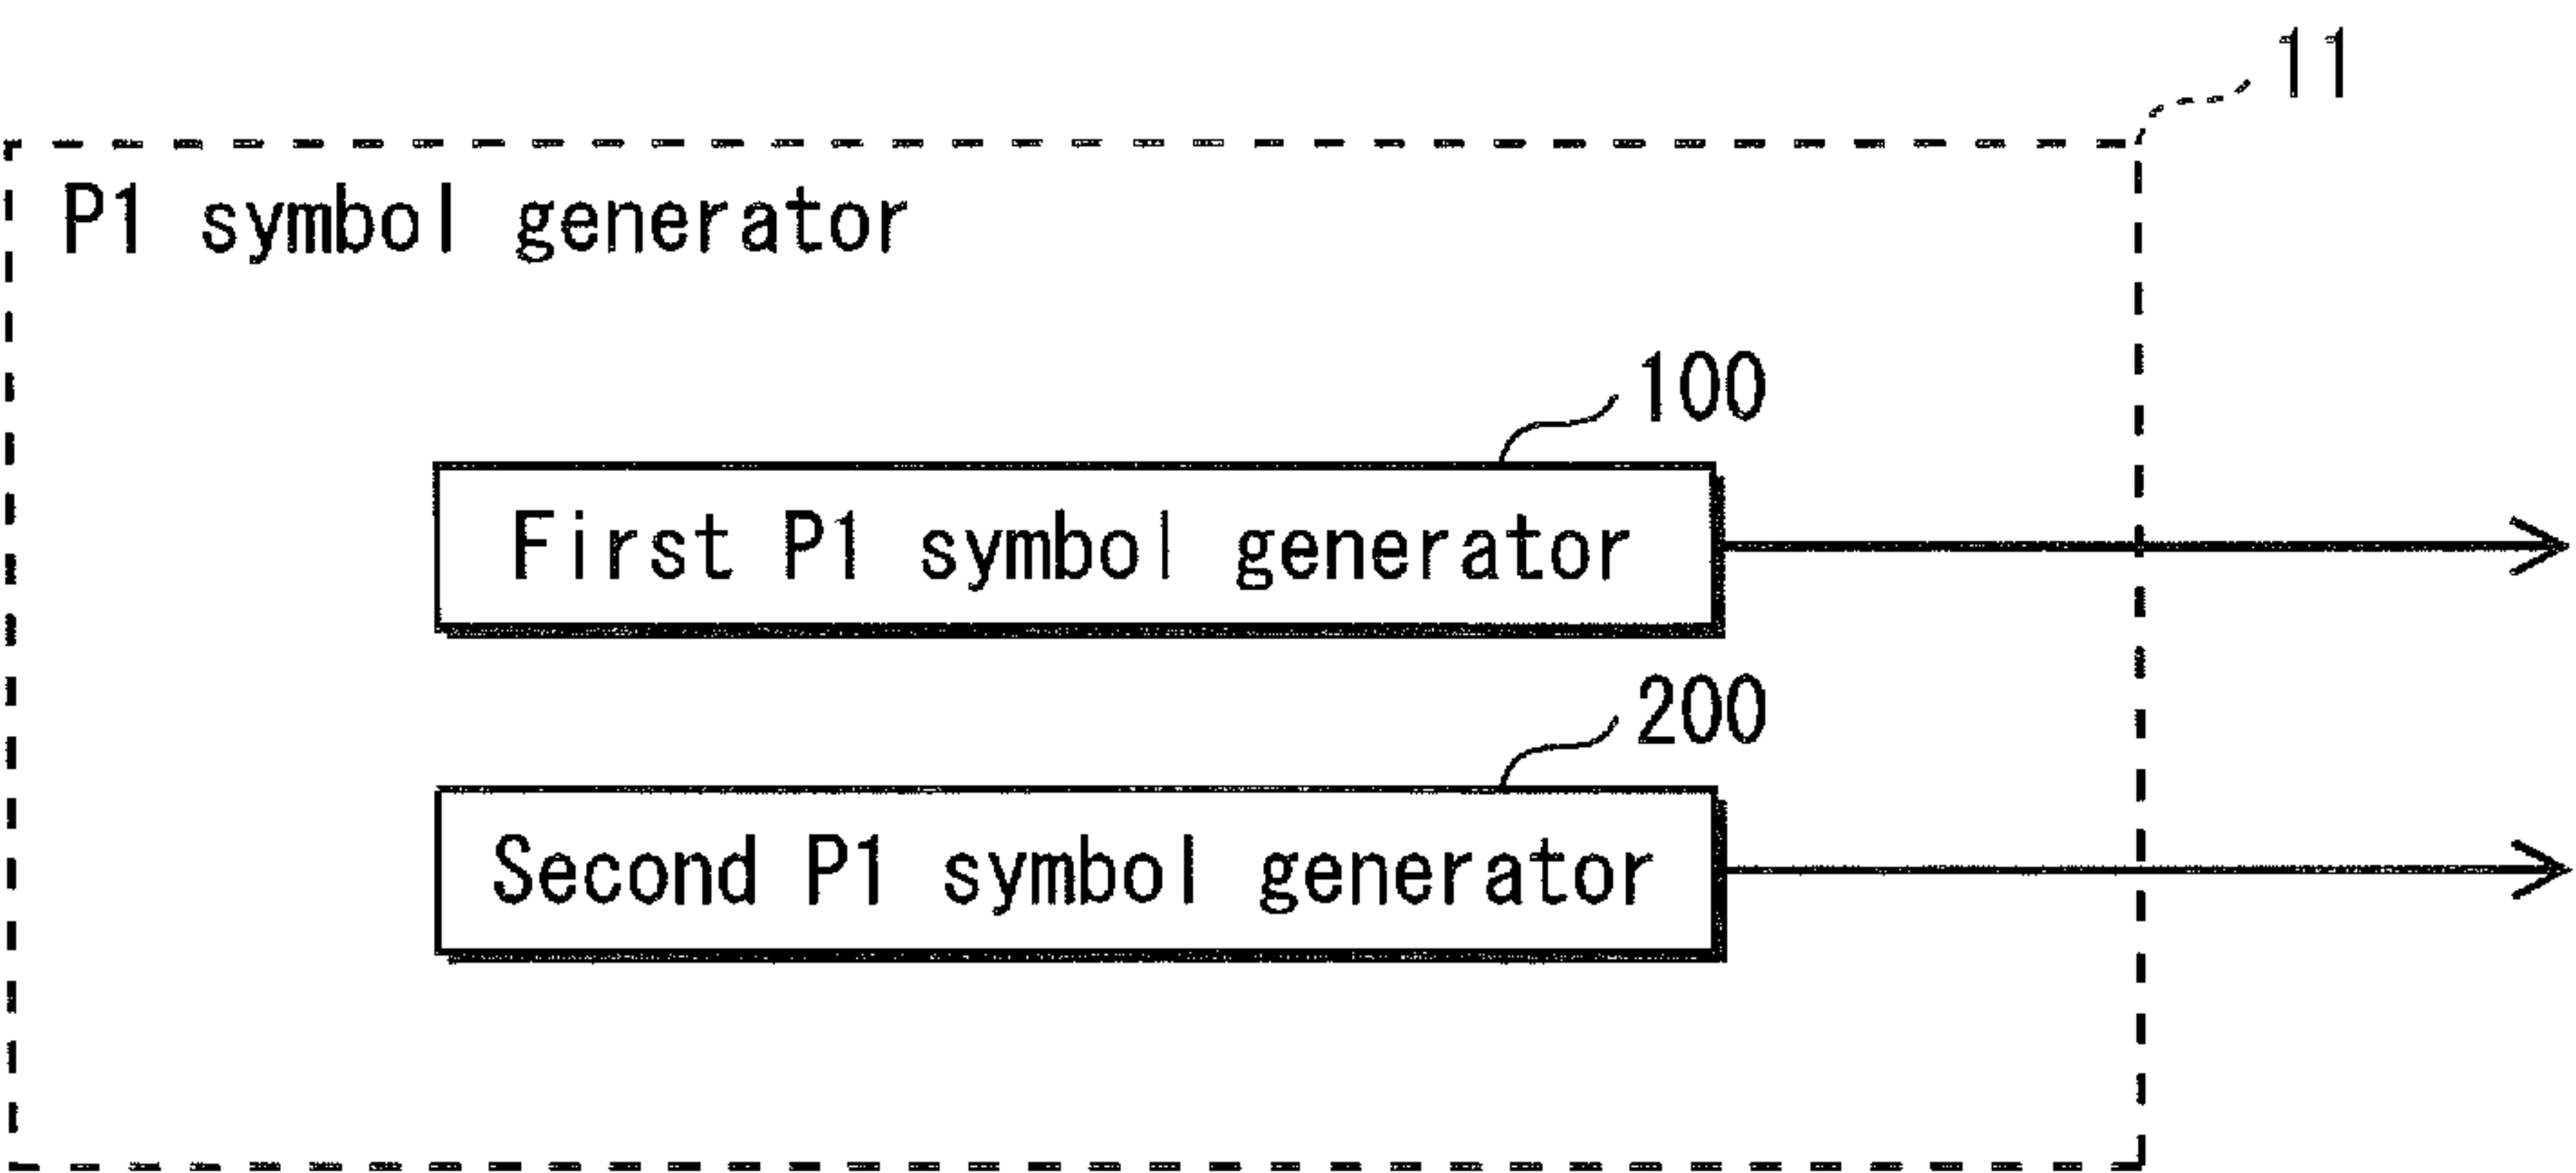 11
P1 symbol generator
100
First P1 symbol generator
200
Second P1 symbol generator